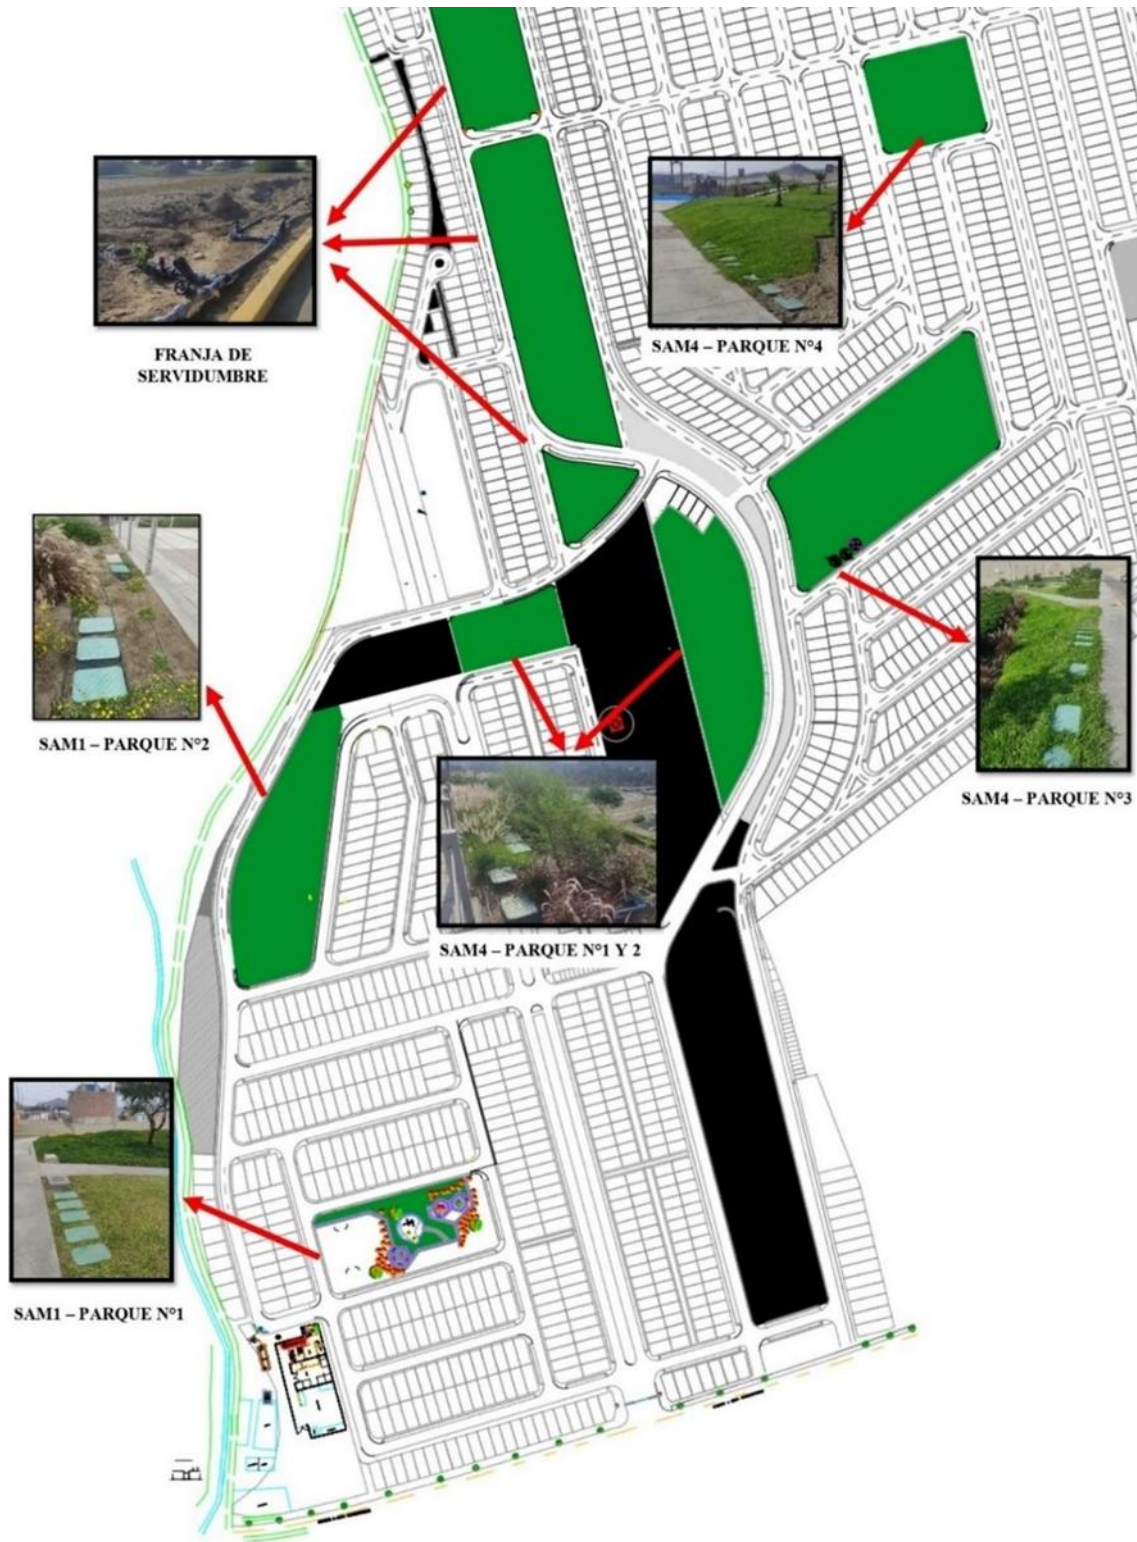 FRANJA DE
SERVIDUMBRE
SAM4 – PARQUE N°4
SAM1 – PARQUE N°2
SAM4 – PARQUE N°3
SAM4 – PARQUE N°1 Y 2
SAM1 – PARQUE N°1